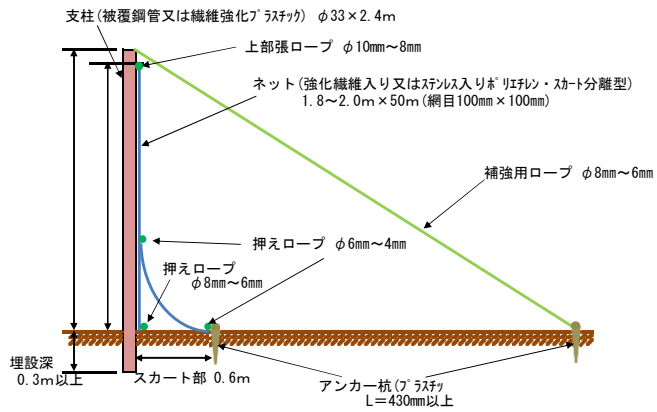 支柱(被覆鋼管又は繊維強化ﾌﾟﾗｽﾁｯｸ) φ33×2.4m
上部張ロープ φ10mm～8mm
ネット(強化繊維入り又はｽﾃﾝﾚｽ入りﾎﾟﾘｴﾁﾚﾝ・スカート分離型)
1.8～2.0m×50m(網目100mm×100mm)
補強用ロープ φ8mm～6mm
押えロープ φ6mm～4mm
押えロープ
φ8mm～6mm
埋設深
0.3m以上
スカート部 0.6m
アンカー杭(ﾌﾟﾗｽﾁｯ
L＝430mm以上